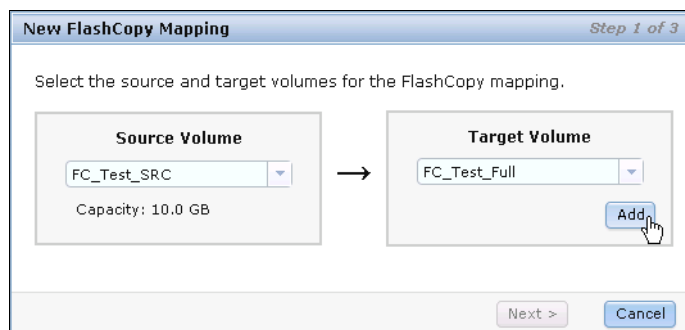 New FlashCopy Mapping
Step 1 of 3
Select the source and target volumes for the FlashCopy mapping.
Source Volume
FC_Test_SRC
Capacity: 10.0 GB
Target Volume
FC_Test_Full
Add
Next >
Cancel